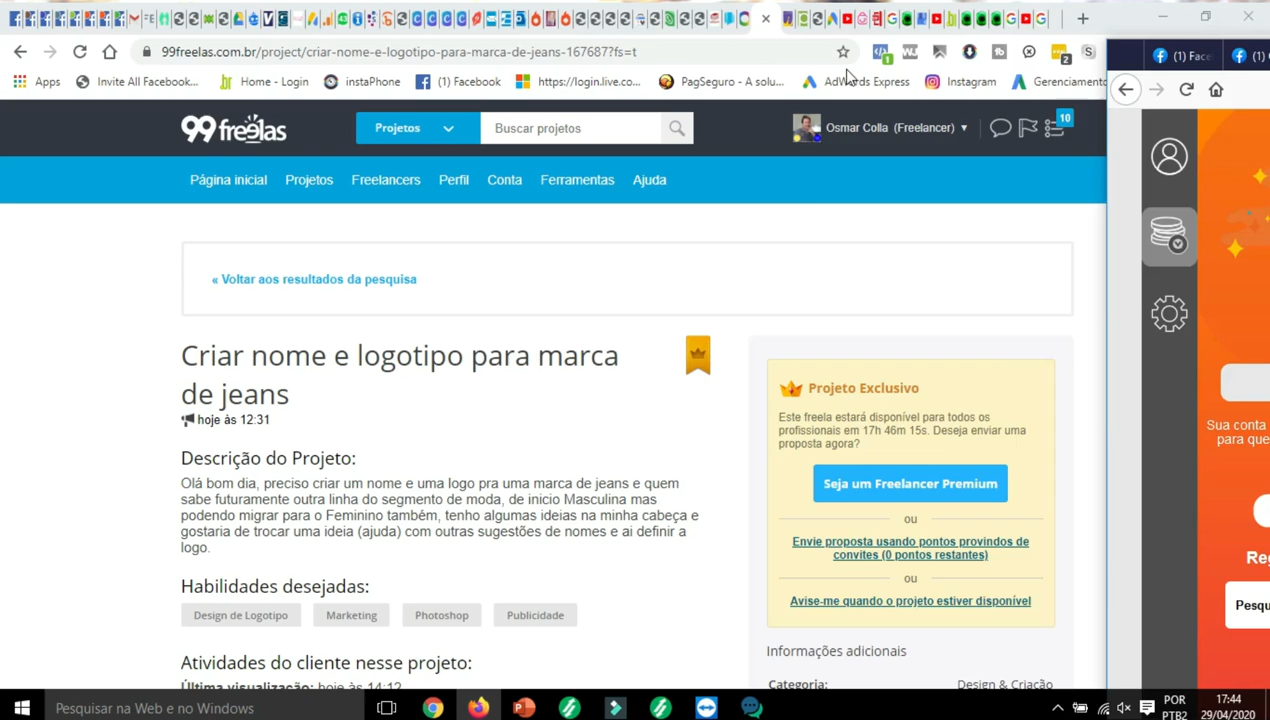 99freelas.com.br/project/criar-nome-e-logotipo-para-marca-de-jeans-167687?fs=t
Apps
Invite All Facebook...
Home - Login
instaPhone
(1) Facebook
https://login.live.co...
PagSeguro - A solu...
AdWords Express
Instagram
Gerenciamento
(1) Face
(1)
99freelas
Projetos
Buscar projetos
Osmar Colla (Freelancer)
10
Página inicial
Projetos
Freelancers
Perfil
Conta
Ferramentas
Ajuda
« Voltar aos resultados da pesquisa
Criar nome e logotipo para marca
de jeans
hoje às 12:31
Descrição do Projeto:
Olá bom dia, preciso criar um nome e uma logo pra uma marca de jeans e quem
sabe futuramente outra linha do segmento de moda, de inicio Masculina mas
podendo migrar para o Feminino também, tenho algumas ideias na minha cabeça e
gostaria de trocar uma ideia (ajuda) com outras sugestões de nomes e ai definir a
logo.
Habilidades desejadas:
Design de Logotipo
Marketing
Photoshop
Publicidade
Atividades do cliente nesse projeto:
Última visualização: hoje às 14:12
Projeto Exclusivo
Este freela estará disponível para todos os
profissionais em 17h 46m 15s. Deseja enviar uma
proposta agora?
Seja um Freelancer Premium
ou
Envie proposta usando pontos provindos de
convites (0 pontos restantes)
ou
Avise-me quando o projeto estiver disponível
Informações adicionais
Categoria:
Design & Criação
Sua conta
para que
Re
Pesqu
Pesquisar na Web e no Windows
POR
PTB2
17:44
29/04/2020